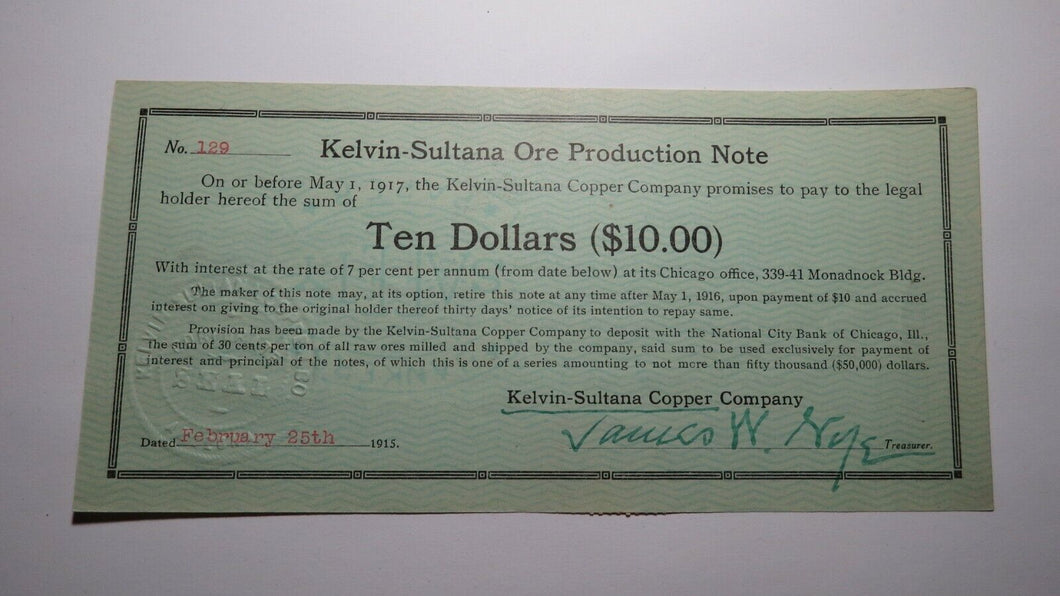 No. 129
Kelvin-Sultana Ore Production Note
On or before May 1, 1917, the Kelvin-Sultana Copper Company promises to pay to the legal
holder hereof the sum of
Ten Dollars ($10.00)
With interest at the rate of 7 per cent per annum (from date below) at its Chicago office, 339-41 Monadnock Bldg.
The maker of this note may, at its option, retire this note at any time after May 1, 1916, upon payment of $10 and accrued
interest on giving to the original holder thereof thirty days' notice of its intention to repay same.
Provision has been made by the Kelvin-Sultana Copper Company to deposit with the National City Bank of Chicago, Ill.,
the sum of 30 cents per ton of all raw ores milled and shipped by the company, said sum to be used exclusively for payment of
interest and principal of the notes, of which this is one of a series amounting to not more than fifty thousand ($50,000) dollars.
Kelvin-Sultana Copper Company
Dated February 25th 1915.
James W. Nye Treasurer.